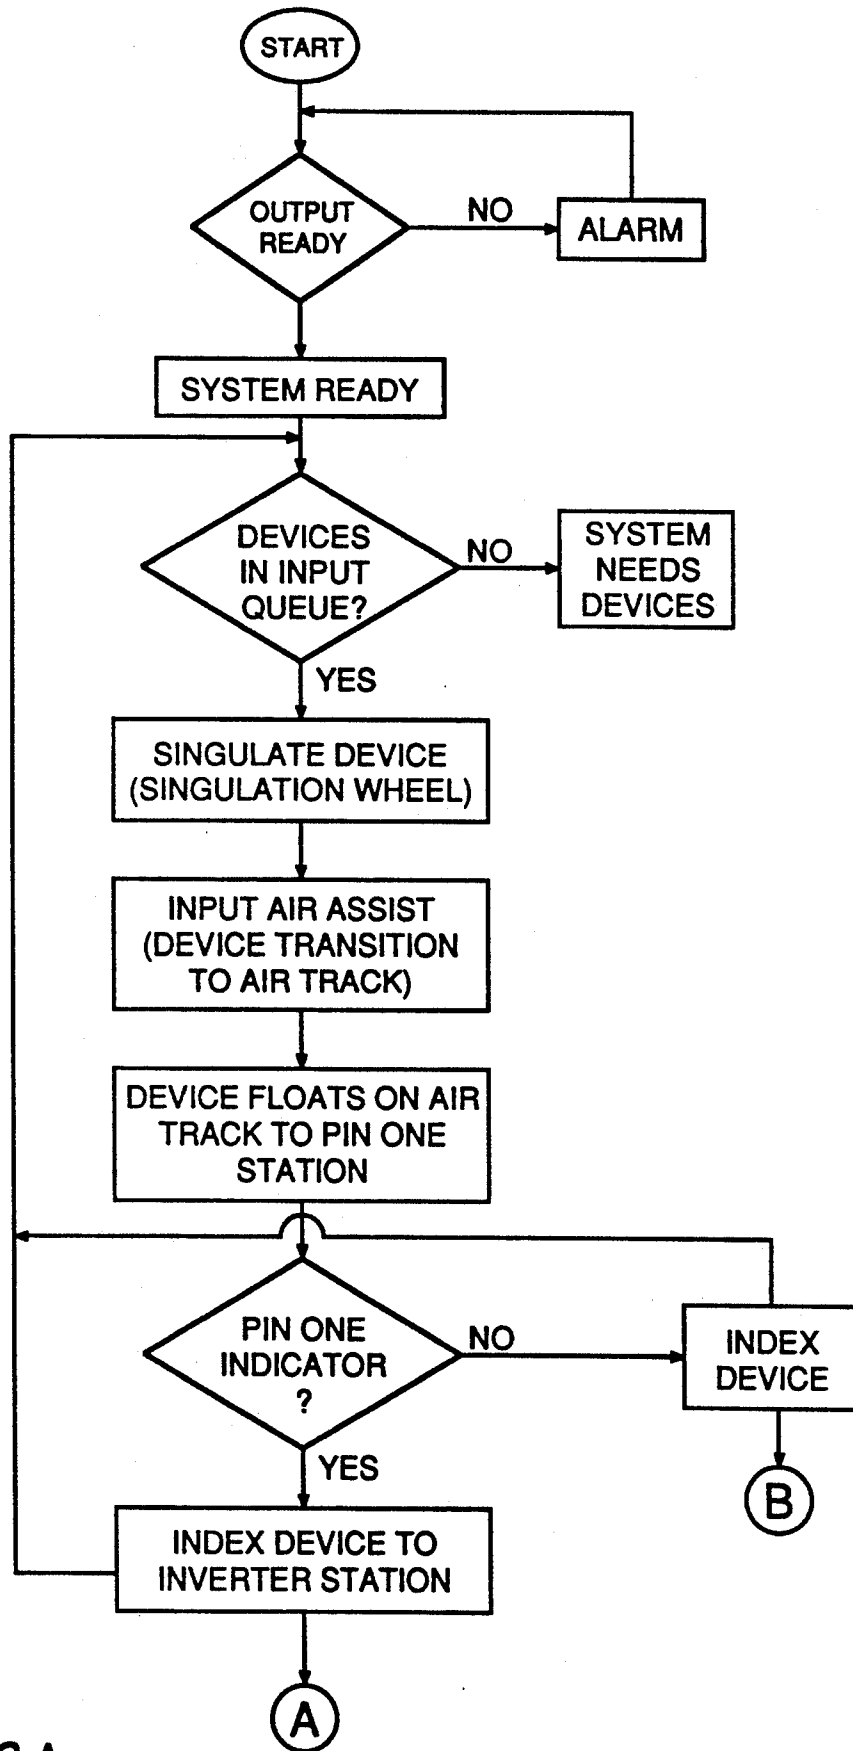 START
OUTPUT
READY
NO
ALARM
SYSTEM READY
DEVICES
IN INPUT
QUEUE?
NO
SYSTEM
NEEDS
DEVICES
YES
SINGULATE DEVICE
(SINGULATION WHEEL)
INPUT AIR ASSIST
(DEVICE TRANSITION
TO AIR TRACK)
DEVICE FLOATS ON AIR
TRACK TO PIN ONE
STATION
PIN ONE
INDICATOR
?
NO
INDEX
DEVICE
YES
B
INDEX DEVICE TO
INVERTER STATION
A